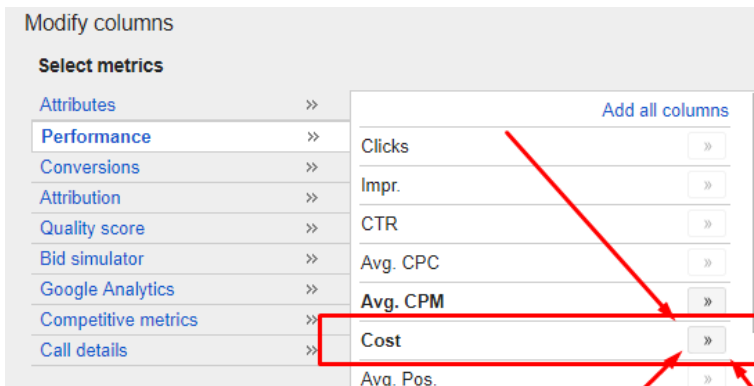 Modify columns
Select metrics
Attributes »
Performance »
Conversions »
Attribution »
Quality score »
Bid simulator »
Google Analytics »
Competitive metrics »
Call details »
Add all columns
Clicks »
Impr. »
CTR »
Avg. CPC »
Avg. CPM »
Cost »
Avg. Pos. »